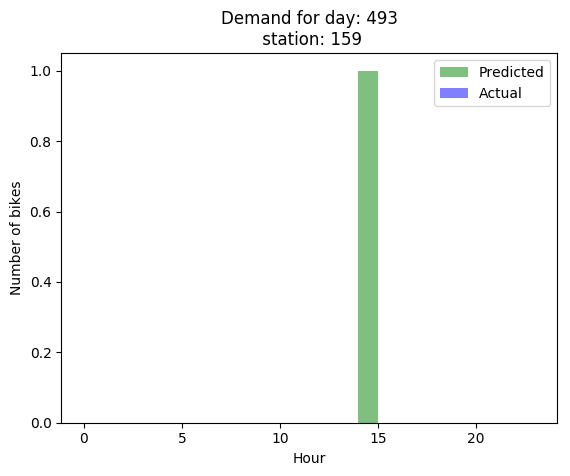 Demand for day: 493
station: 159
Predicted
Actual
Number of bikes
1.0
0.8
0.6
0.4
0.2
0.0
0 5 10 15 20
Hour